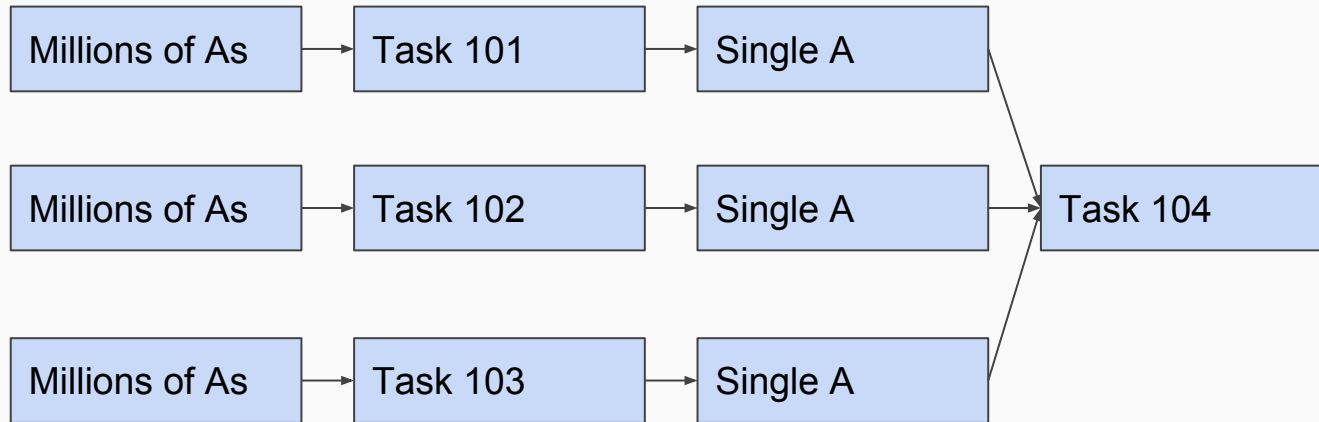 Millions of As
Task 101
Single A
Millions of As
Task 102
Single A
Task 104
Millions of As
Task 103
Single A